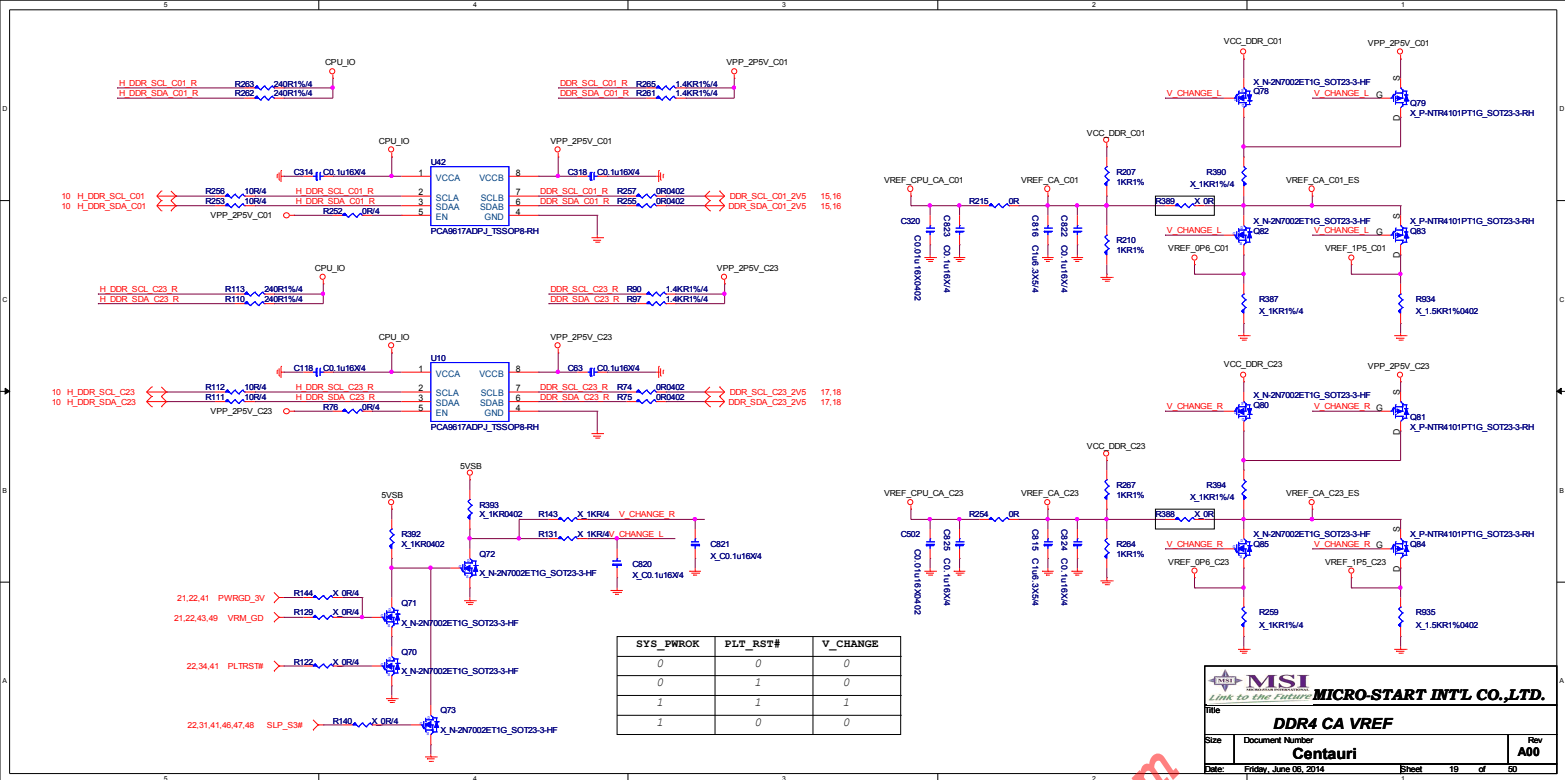 5
4
3
2
1
D
C
B
A
CPU_IO
H_DDR_SCL_C01_R R263 240R1%/4
H_DDR_SDA_C01_R R262 240R1%/4
VPP_2P5V_C01
DDR_SCL_C01_R R265 1.4KR1%/4
DDR_SDA_C01_R R261 1.4KR1%/4
CPU_IO
VPP_2P5V_C01
U42
C314 C0.1u16X/4
1 VCCA VCCB 8
C318 C0.1u16X/4
10 H_DDR_SCL_C01 R256 10R/4 H_DDR_SCL_C01_R 2 SCLA SCLB 7 DDR_SCL_C01_R R257 0R0402 DDR_SCL_C01_2V5 15,16
10 H_DDR_SDA_C01 R253 10R/4 H_DDR_SDA_C01_R 3 SDAA SDAB 6 DDR_SDA_C01_R R255 0R0402 DDR_SDA_C01_2V5 15,16
VPP_2P5V_C01 R252 0R/4 5 EN GND 4
PCA9617ADPJ_TSSOP8-RH
CPU_IO
H_DDR_SCL_C23_R R113 240R1%/4
H_DDR_SDA_C23_R R110 240R1%/4
VPP_2P5V_C23
DDR_SCL_C23_R R90 1.4KR1%/4
DDR_SDA_C23_R R97 1.4KR1%/4
CPU_IO
VPP_2P5V_C23
U10
C118 C0.1u16X/4
1 VCCA VCCB 8
C63 C0.1u16X/4
10 H_DDR_SCL_C23 R112 10R/4 H_DDR_SCL_C23_R 2 SCLA SCLB 7 DDR_SCL_C23_R R74 0R0402 DDR_SCL_C23_2V5 17,18
10 H_DDR_SDA_C23 R111 10R/4 H_DDR_SDA_C23_R 3 SDAA SDAB 6 DDR_SDA_C23_R R75 0R0402 DDR_SDA_C23_2V5 17,18
VPP_2P5V_C23 R76 0R/4 5 EN GND 4
PCA9617ADPJ_TSSOP8-RH
5VSB
R393
X_1KR0402
5VSB
R392
X_1KR0402
R143 X_1KR/4 V_CHANGE_R
R131 X_1KR/4 V_CHANGE_L
C821
X_C0.1u16X/4
C820
X_C0.1u16X/4
Q72
X_N-2N7002ET1G_SOT23-3-HF
21,22,41 PWRGD_3V R144 X_0R/4
21,22,43,49 VRM_GD R129 X_0R/4
Q71
X_N-2N7002ET1G_SOT23-3-HF
22,34,41 PLTRST# R122 X_0R/4
Q70
X_N-2N7002ET1G_SOT23-3-HF
22,31,41,46,47,48 SLP_S3# R140 X_0R/4
Q73
X_N-2N7002ET1G_SOT23-3-HF
SYS_PWROK PLT_RST# V_CHANGE
0 0 0
0 1 0
1 1 1
1 0 0
VCC_DDR_C01
VPP_2P5V_C01
X_N-2N7002ET1G_SOT23-3-HF
V_CHANGE_L Q78
V_CHANGE_L G S D Q79
X_P-NTR4101PT1G_SOT23-3-RH
VCC_DDR_C01
VREF_CPU_CA_C01
VREF_CA_C01
R207
1KR1%
R390
X_1KR1%/4
VREF_CA_C01_ES
R215 0R
R389 X_0R
C320 C0.01u16X0402
C823 C0.1u16X/4
C816 C1u6.3X5/4
C822 C0.1u16X/4
R210
1KR1%
X_N-2N7002ET1G_SOT23-3-HF
V_CHANGE_L Q82
V_CHANGE_L G S D Q83
X_P-NTR4101PT1G_SOT23-3-RH
VREF_0P6_C01
VREF_1P5_C01
R387
X_1KR1%/4
R934
X_1.5KR1%0402
VCC_DDR_C23
VPP_2P5V_C23
X_N-2N7002ET1G_SOT23-3-HF
V_CHANGE_R Q80
V_CHANGE_R G S D Q81
X_P-NTR4101PT1G_SOT23-3-RH
VCC_DDR_C23
VREF_CPU_CA_C23
VREF_CA_C23
R267
1KR1%
R394
X_1KR1%/4
VREF_CA_C23_ES
R254 0R
R388 X_0R
C502 C0.01u16X0402
C825 C0.1u16X/4
C815 C1u6.3X5/4
C824 C0.1u16X/4
R264
1KR1%
X_N-2N7002ET1G_SOT23-3-HF
V_CHANGE_R Q85
V_CHANGE_R G S D Q84
X_P-NTR4101PT1G_SOT23-3-RH
VREF_0P6_C23
VREF_1P5_C23
R259
X_1KR1%/4
R935
X_1.5KR1%0402
MSI
MICRO-STAR INTERNATIONAL
Link to the Future
MICRO-START INT'L CO.,LTD.
Title
DDR4 CA VREF
Size Document Number Rev
Centauri A00
Date: Friday, June 06, 2014 Sheet 19 of 50
m